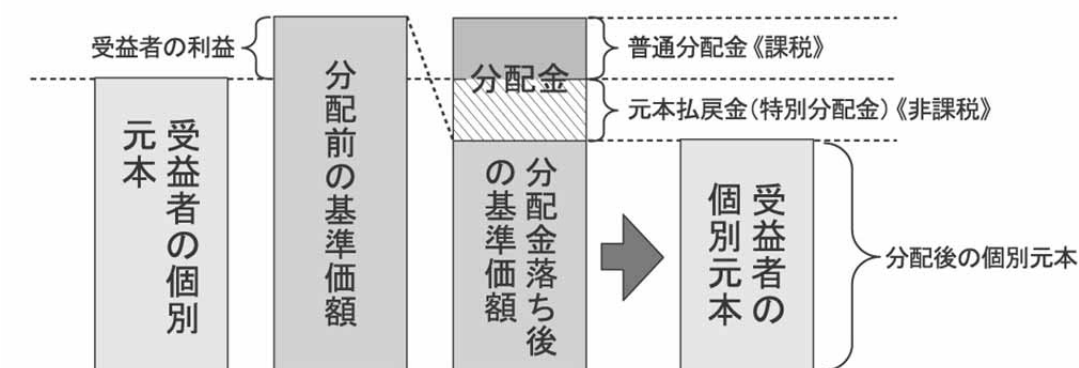 受益者の利益
受益者の個別
元本
分配前の基準価額
分配金
分配金落ち後
の基準価額
普通分配金《課税》
元本払戻金(特別分配金)《非課税》
受益者の
個別元本
分配後の個別元本